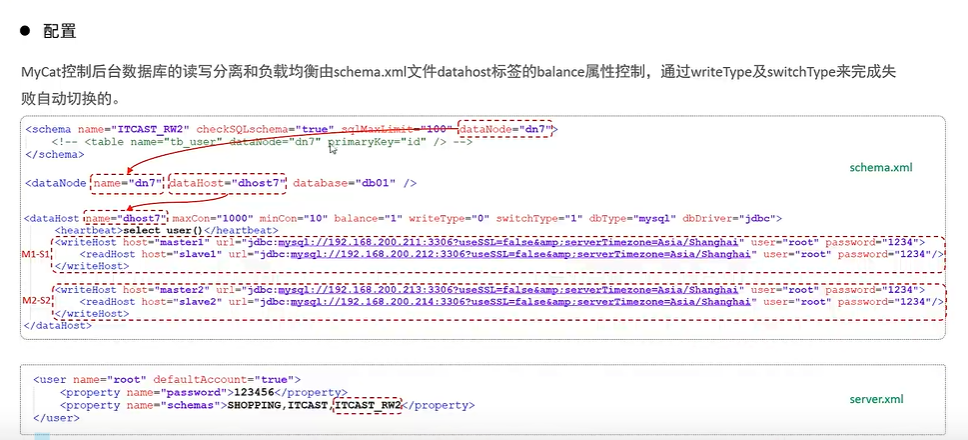 ● 配置
MyCat控制后台数据库的读写分离和负载均衡由schema.xml文件datahost标签的balance属性控制，通过writeType及switchType来完成失
败自动切换的。
<schema name="ITCAST_RW2" checkSQLschema="true" sqlMaxLimit="100" dataNode="dn7">
<!-- <table name="tb_user" dataNode="dn7" primaryKey="id" /> -->
</schema>
schema.xml
<dataNode name="dn7" dataHost="dhost7" database="db01" />
<dataHost name="dhost7" maxCon="1000" minCon="10" balance="1" writeType="0" switchType="1" dbType="mysql" dbDriver="jdbc">
<heartbeat>select user()</heartbeat>
<writeHost host="master1" url="jdbc:mysql://192.168.200.211:3306?useSSL=false&amp;serverTimezone=Asia/Shanghai" user="root" password="1234">
M1-S1 <readHost host="slave1" url="jdbc:mysql://192.168.200.212:3306?useSSL=false&amp;serverTimezone=Asia/Shanghai" user="root" password="1234"/>
</writeHost>
<writeHost host="master2" url="jdbc:mysql://192.168.200.213:3306?useSSL=false&amp;serverTimezone=Asia/Shanghai" user="root" password="1234">
M2-S2 <readHost host="slave2" url="jdbc:mysql://192.168.200.214:3306?useSSL=false&amp;serverTimezone=Asia/Shanghai" user="root" password="1234"/>
</writeHost>
</dataHost>
<user name="root" defaultAccount="true">
<property name="password">123456</property>
<property name="schemas">SHOPPING,ITCAST,ITCAST_RW2</property>
</user>
server.xml